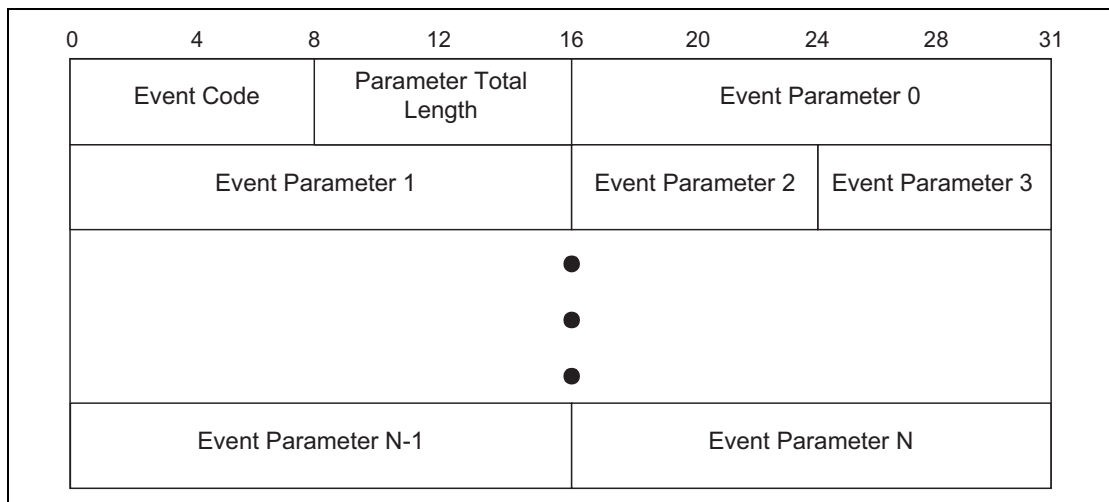 0 4 8 12 16 20 24 28 31
Event Code
Parameter Total
Length
Event Parameter 0
Event Parameter 1
Event Parameter 2
Event Parameter 3
Event Parameter N-1
Event Parameter N